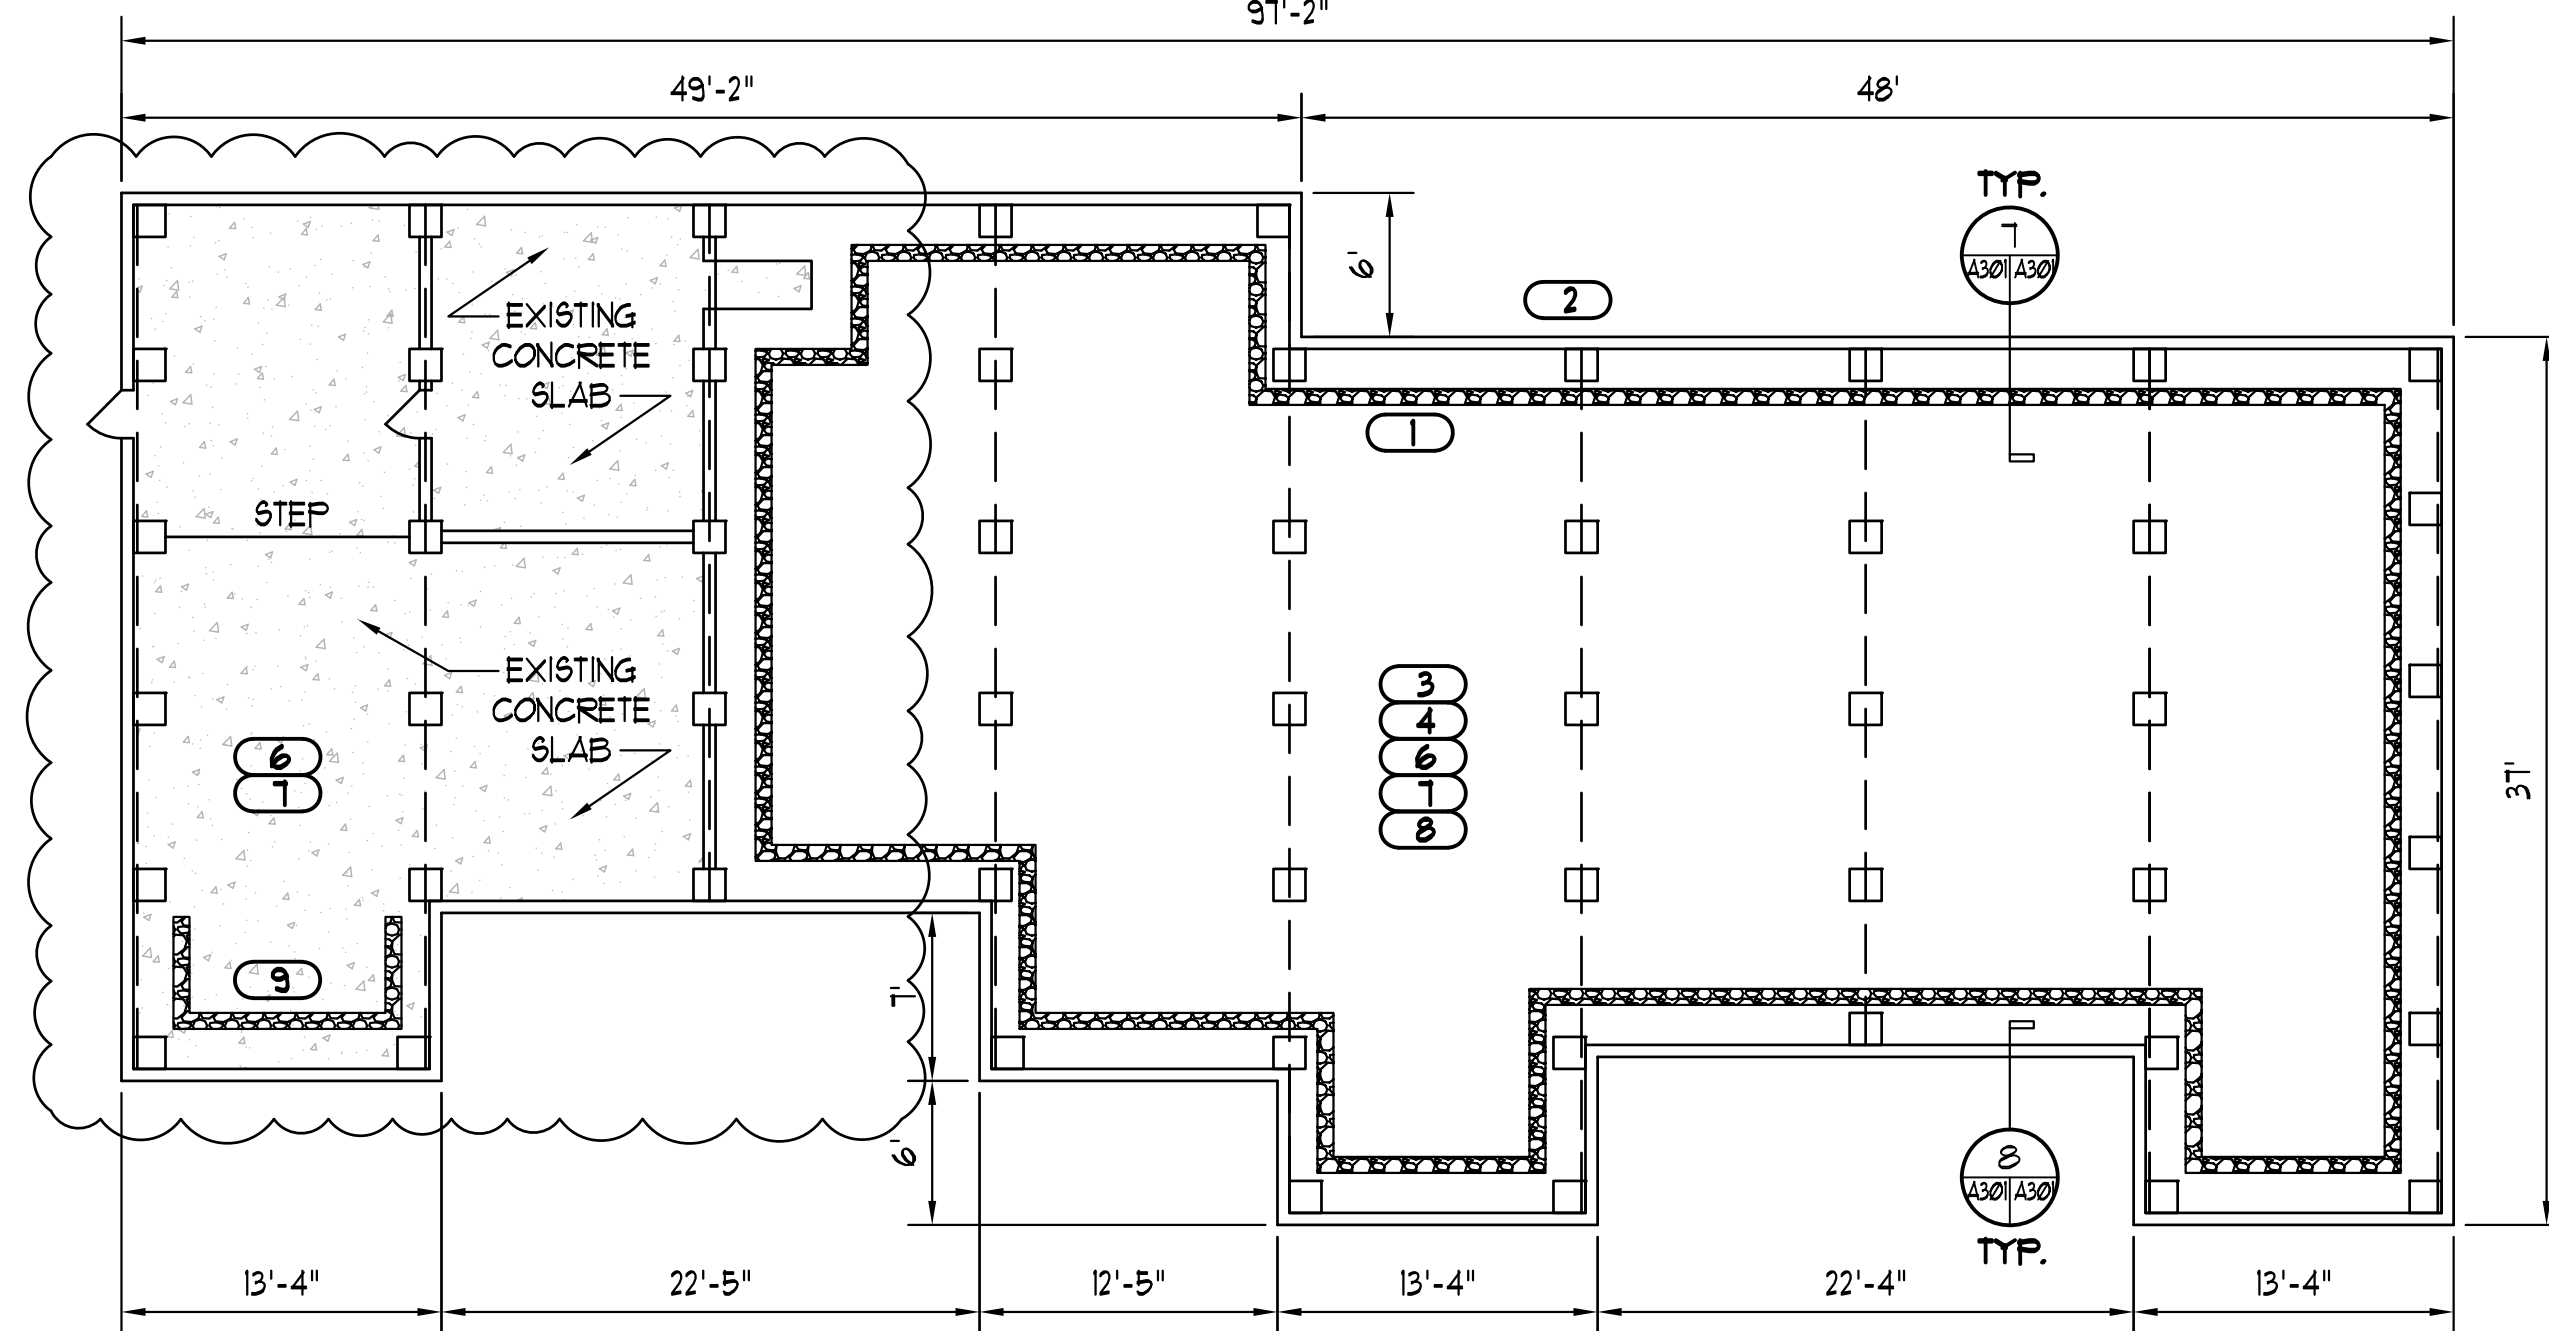 97'-2"
49'-2"
48'
TYP.
7
A301 A301
6'
2
EXISTING
CONCRETE
SLAB
1
STEP
EXISTING
CONCRETE
SLAB
3
4
6
7
8
6
7
37'
9
7'
6'
8
A301 A301
TYP.
13'-4"
22'-5"
12'-5"
13'-4"
22'-4"
13'-4"